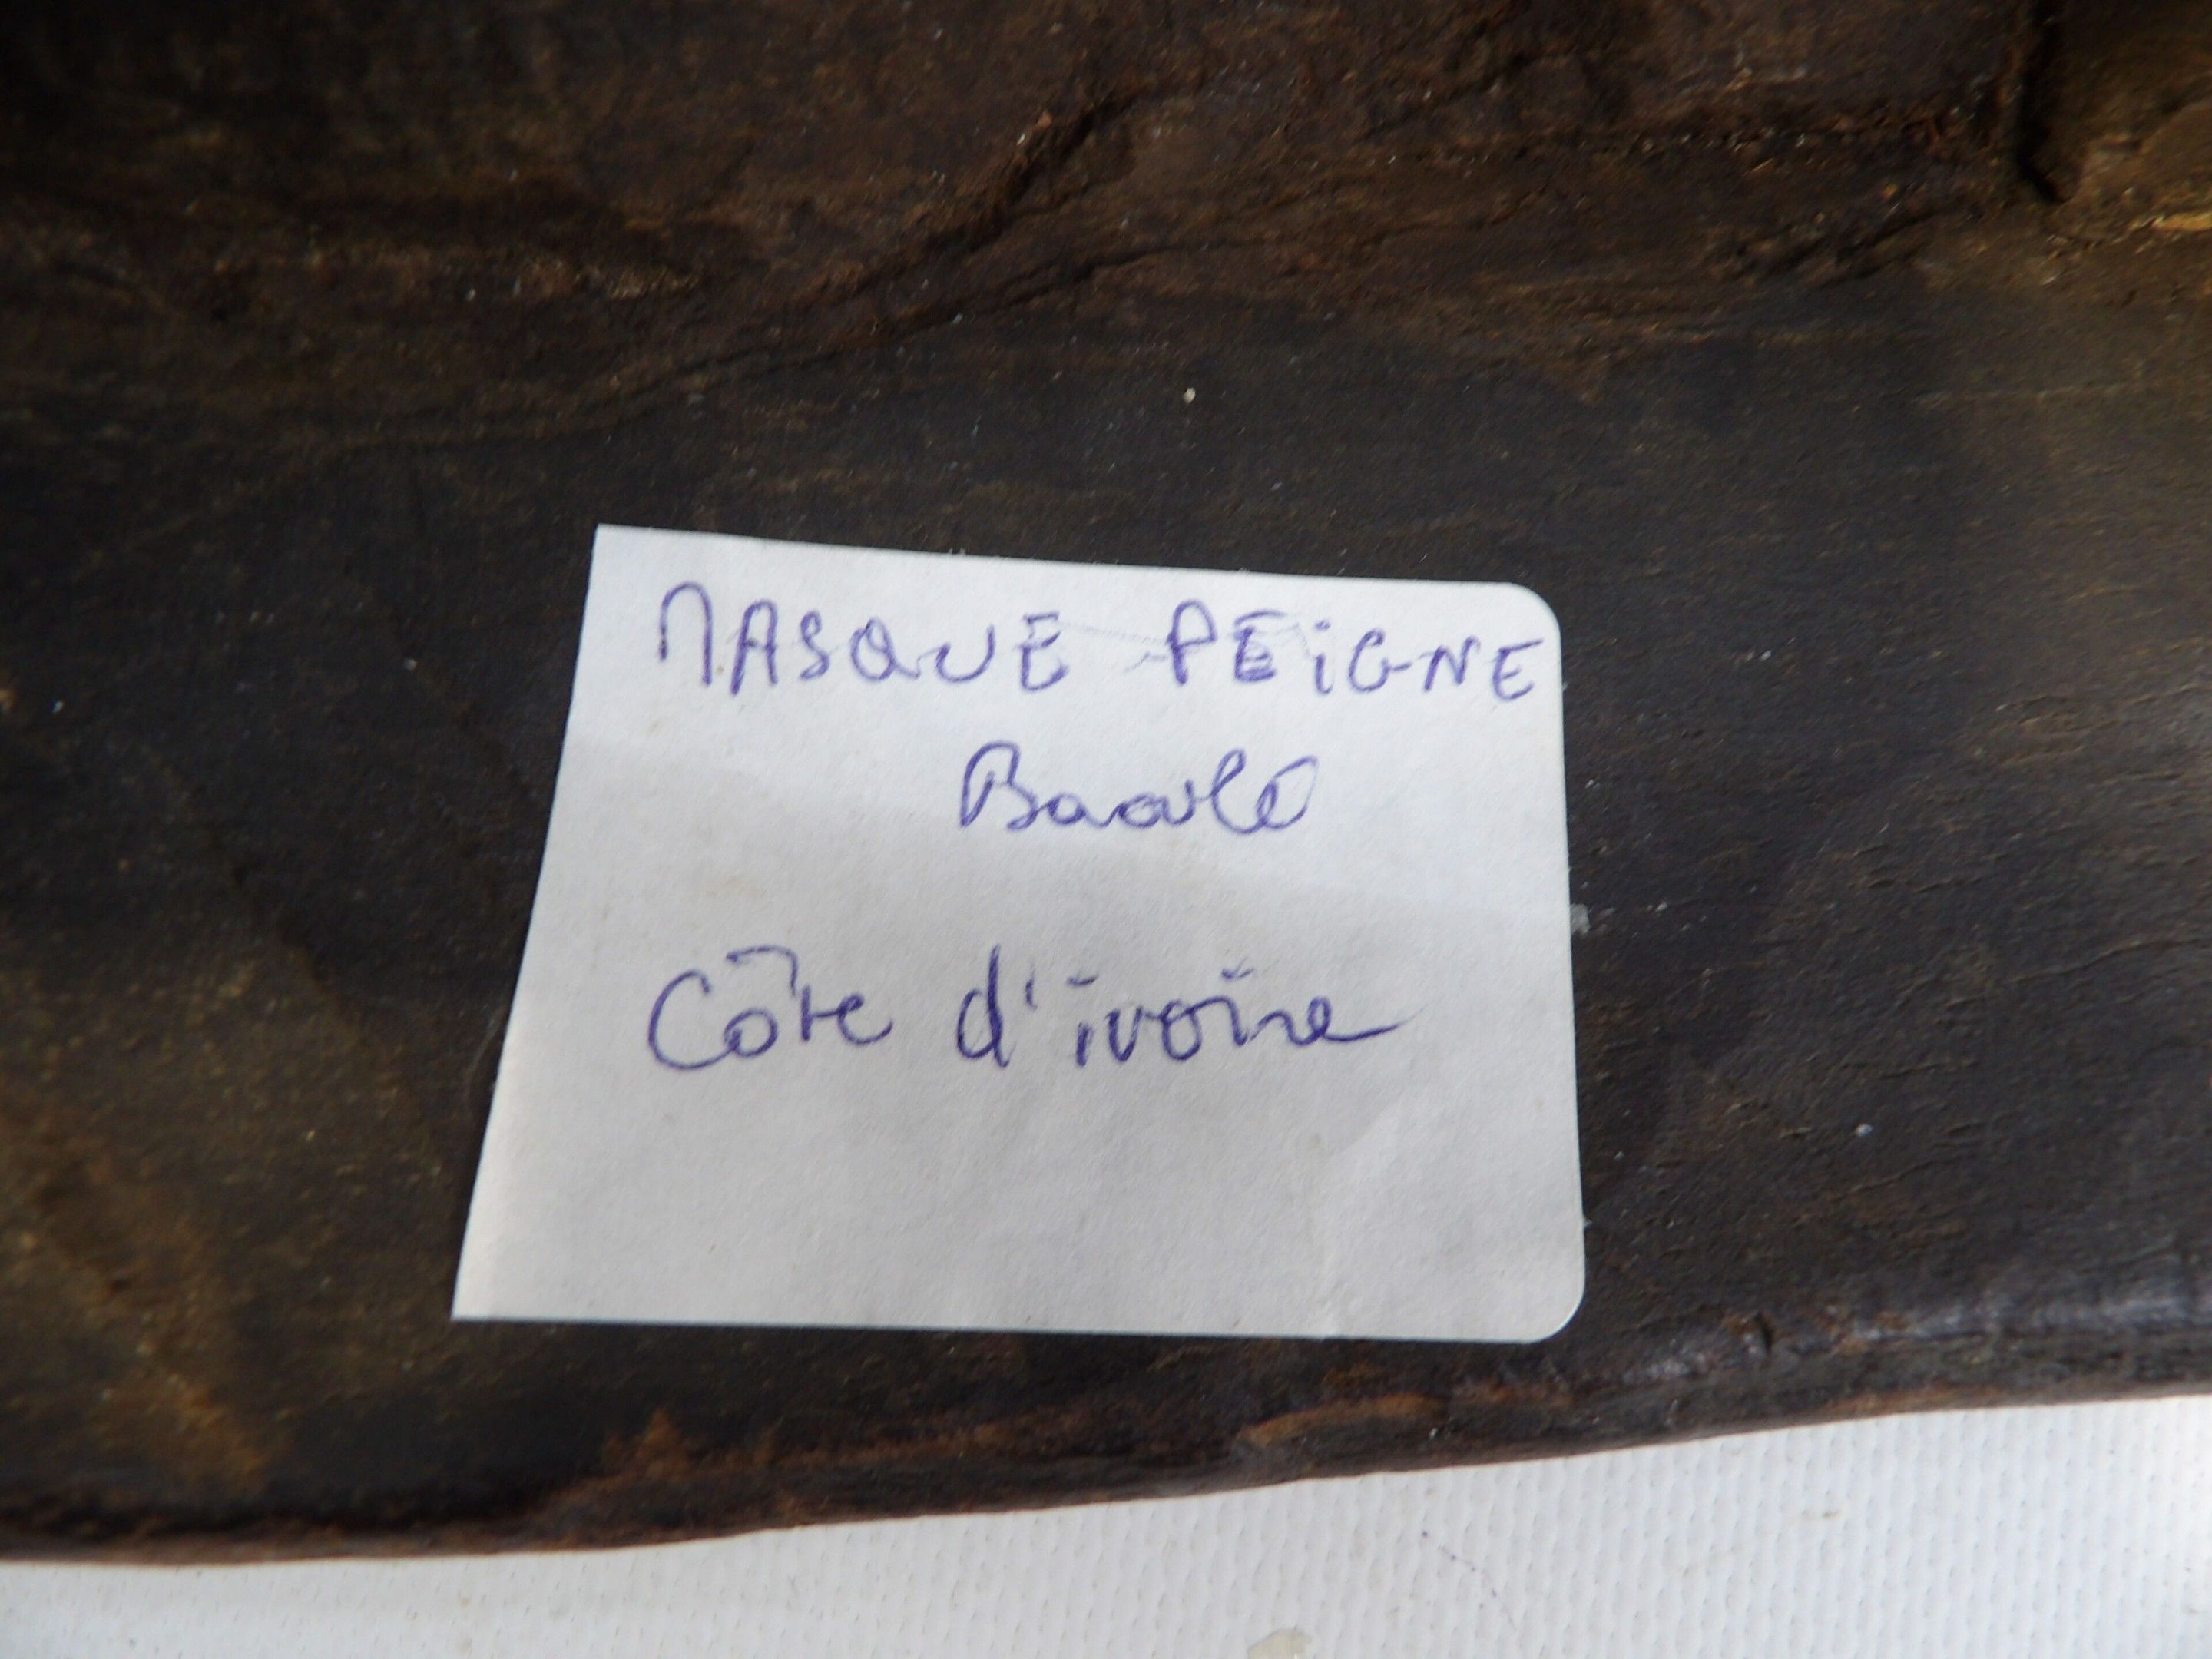 MASQUE PEiGNE
Baoulé
Côte d'ivoire